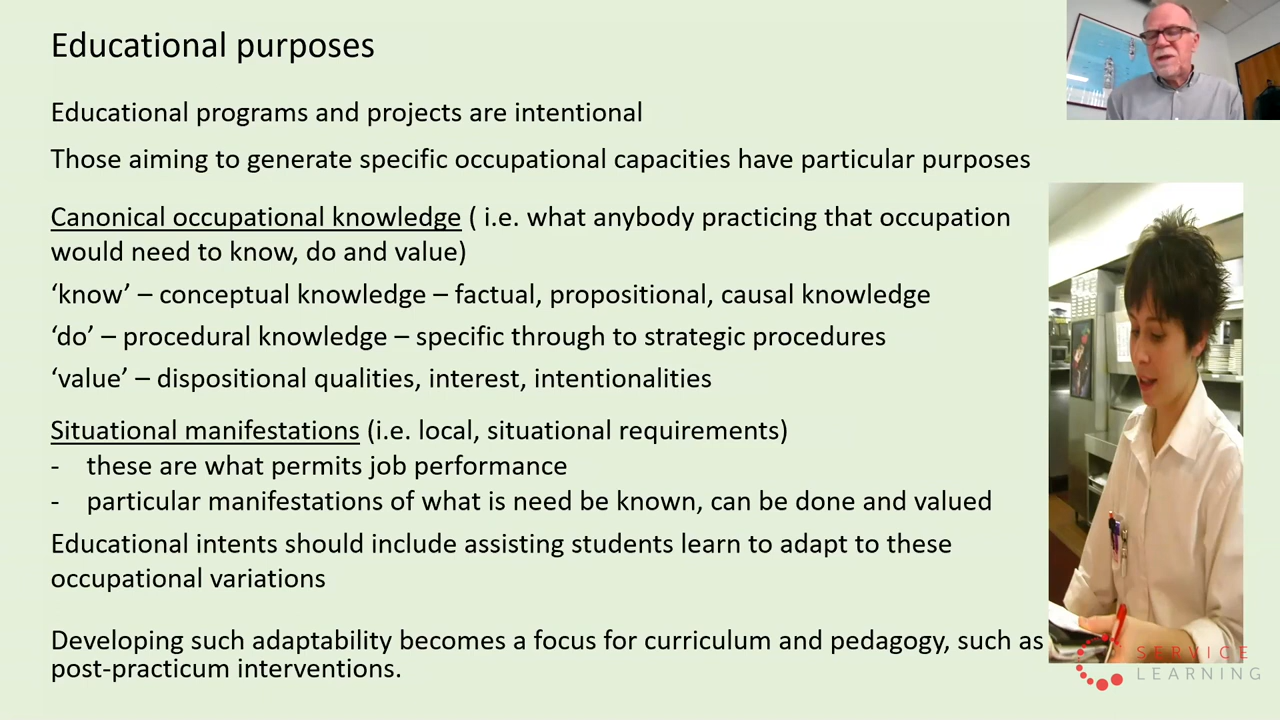 Educational purposes
Educational programs and projects are intentional
Those aiming to generate specific occupational capacities have particular purposes
Canonical occupational knowledge ( i.e. what anybody practicing that occupation
would need to know, do and value)
‘know’ – conceptual knowledge – factual, propositional, causal knowledge
‘do’ – procedural knowledge – specific through to strategic procedures
‘value’ – dispositional qualities, interest, intentionalities
Situational manifestations (i.e. local, situational requirements)
- these are what permits job performance
- particular manifestations of what is need be known, can be done and valued
Educational intents should include assisting students learn to adapt to these
occupational variations
Developing such adaptability becomes a focus for curriculum and pedagogy, such as
post-practicum interventions.
SERVICE
LEARNING